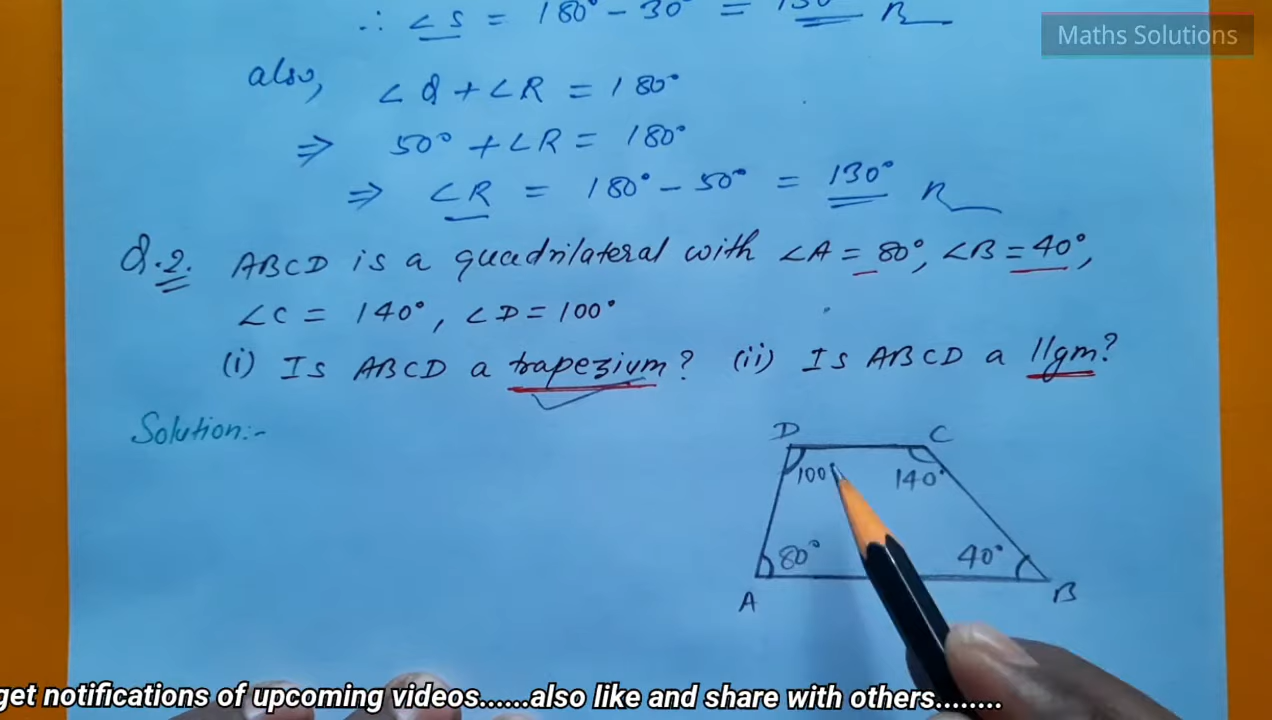 ∴ ∠S = 180° - 30° =
Maths Solutions
also, ∠Q + ∠R = 180°
⇒ 50° + ∠R = 180°
⇒ ∠R = 180° - 50° = 130°
Q.2. ABCD is a quadrilateral with ∠A = 80°, ∠B = 40°,
∠C = 140°, ∠D = 100°
(i) Is ABCD a trapezium? (ii) Is ABCD a ||gm?
Solution:-
D C
100 140°
80° 40°
A B
get notifications of upcoming videos......also like and share with others........